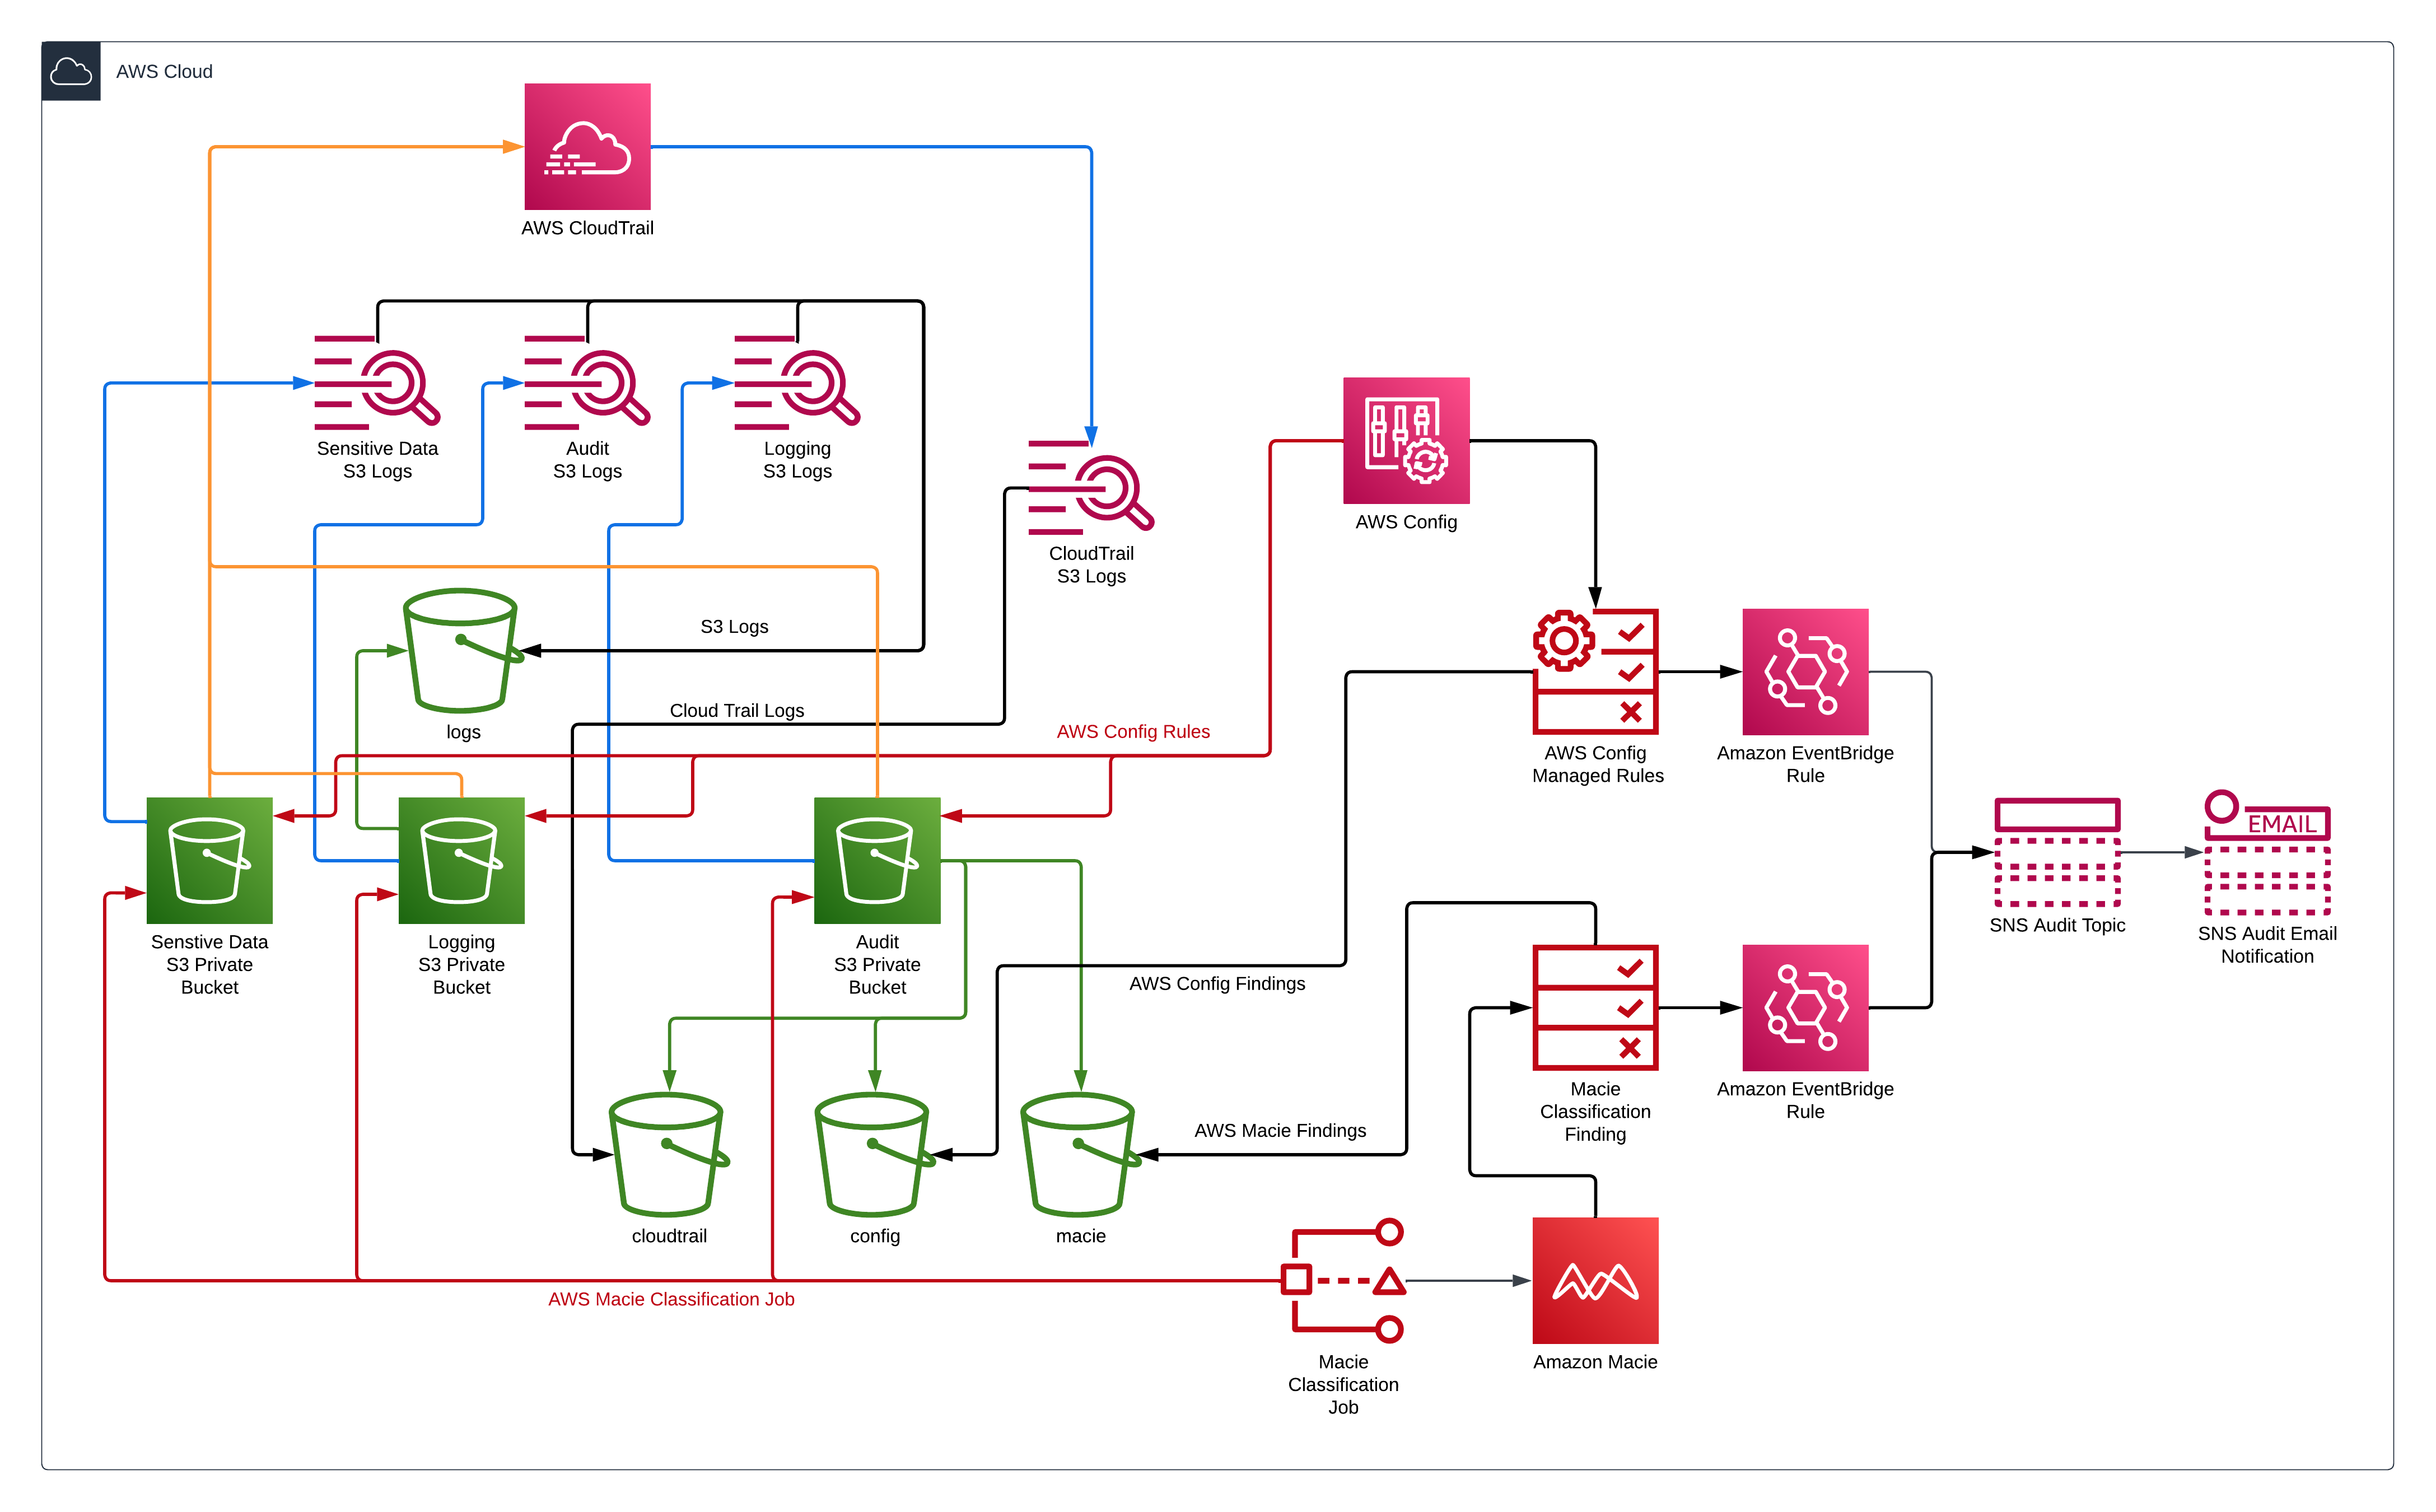 AWS Cloud
AWS CloudTrail
Sensitive Data
S3 Logs
Audit
S3 Logs
Logging
S3 Logs
CloudTrail
S3 Logs
AWS Config
S3 Logs
logs
Cloud Trail Logs
AWS Config Rules
AWS Config
Managed Rules
Amazon EventBridge
Rule
EMAIL
SNS Audit Topic
SNS Audit Email
Notification
Senstive Data
S3 Private
Bucket
Logging
S3 Private
Bucket
Audit
S3 Private
Bucket
AWS Config Findings
Macie
Classification
Finding
Amazon EventBridge
Rule
AWS Macie Findings
cloudtrail
config
macie
AWS Macie Classification Job
Macie
Classification
Job
Amazon Macie